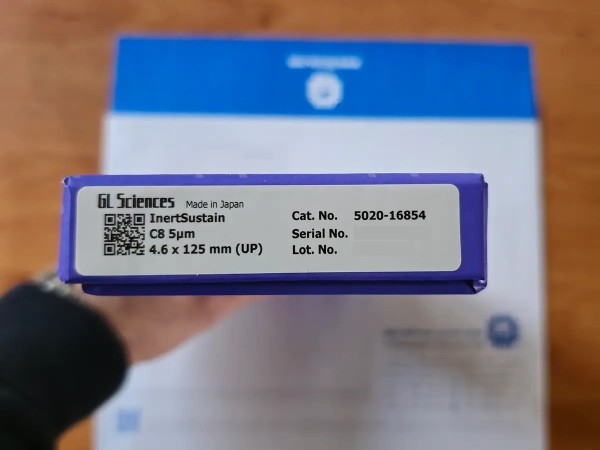 GL Sciences Made in Japan
InertSustain
C8 5µm
4.6 x 125 mm (UP)
Cat. No. 5020-16854
Serial No.
Lot. No.